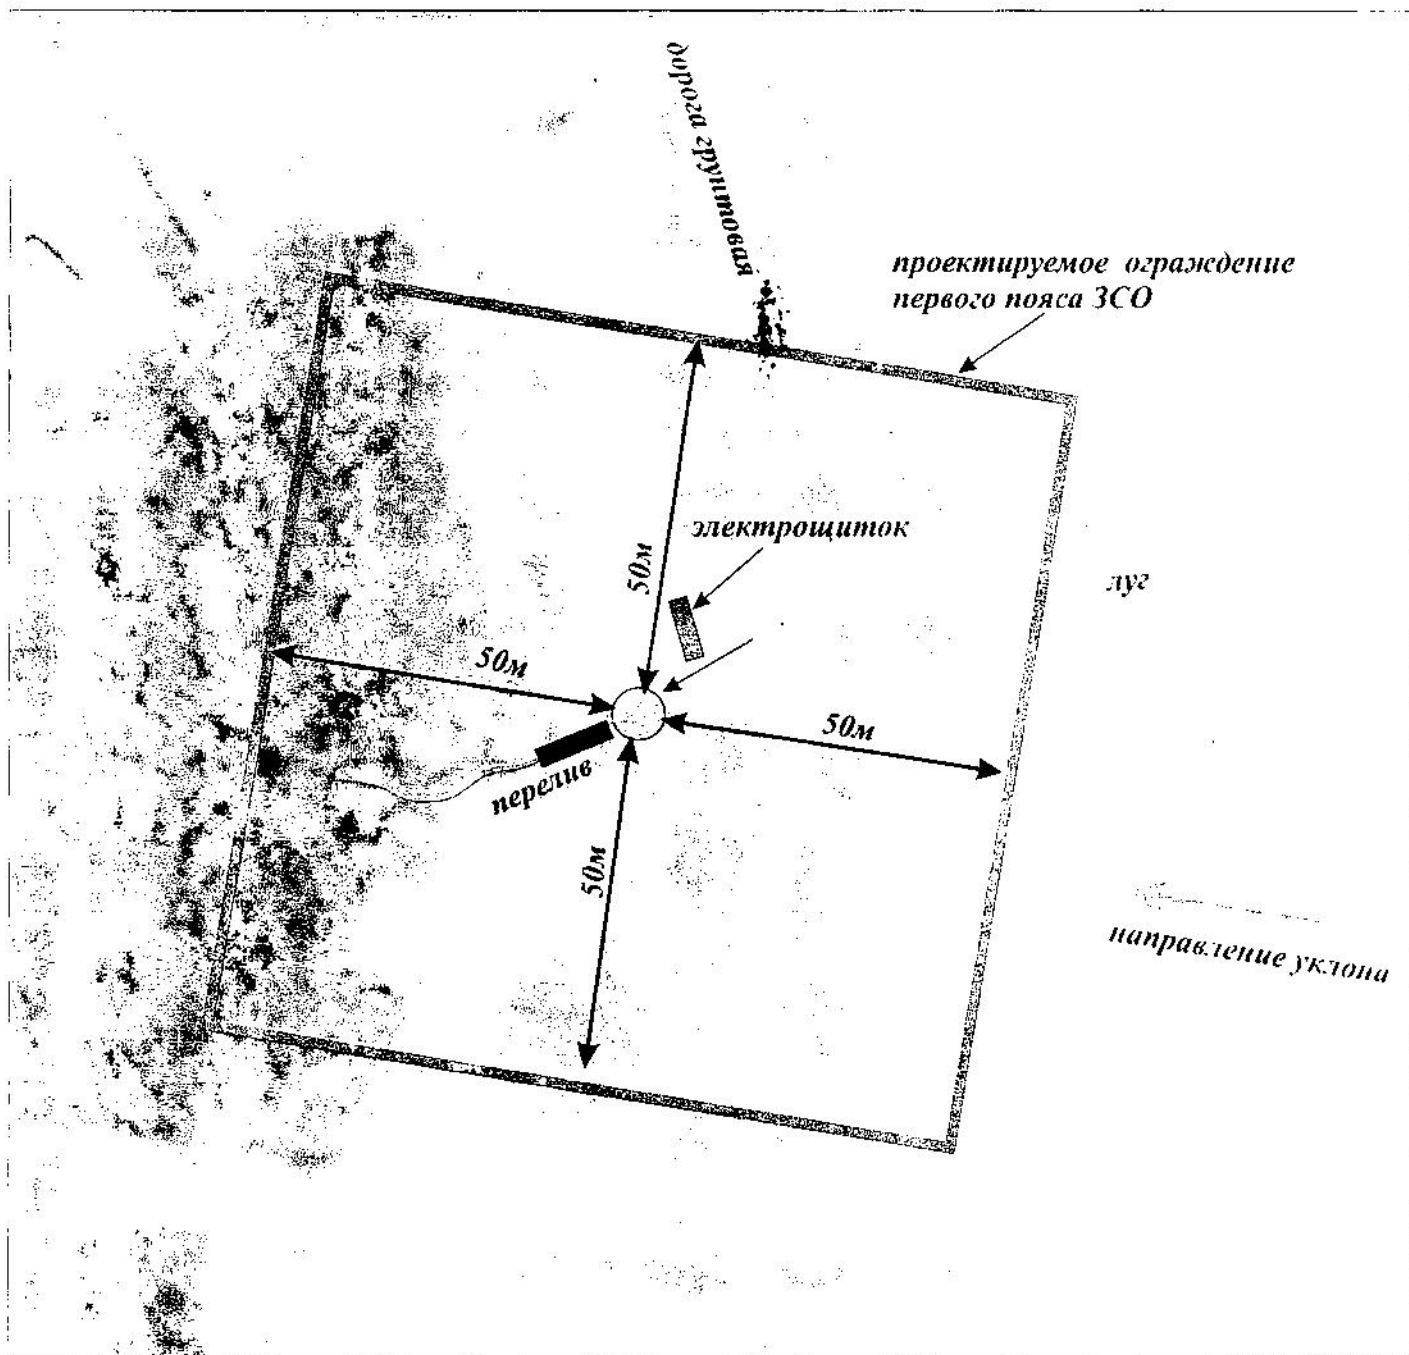 дорога грунтовая
проектируемое ограждение
первого пояса ЗСО
электрощиток
50м
луг
50м
50м
перелив
50м
направление уклона